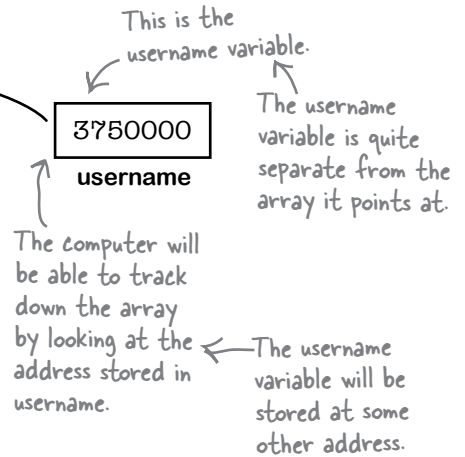 This is the
username variable.
3750000
username
The username
variable is quite
separate from the
array it points at.
The computer will
be able to track
down the array
by looking at the
address stored in
username.
The username
variable will be
stored at some
other address.